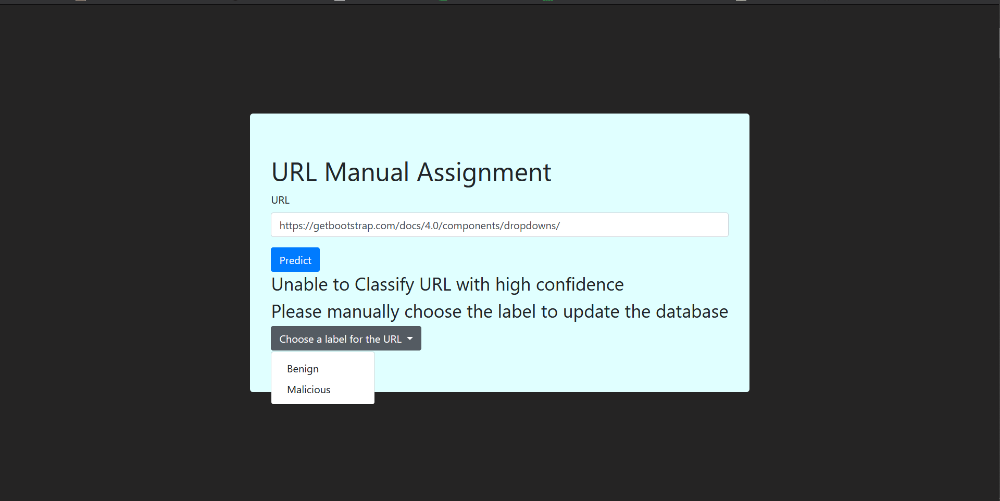 URL Manual Assignment
URL
https://getbootstrap.com/docs/4.0/components/dropdowns/
Predict
Unable to Classify URL with high confidence
Please manually choose the label to update the database
Choose a label for the URL
Benign
Malicious